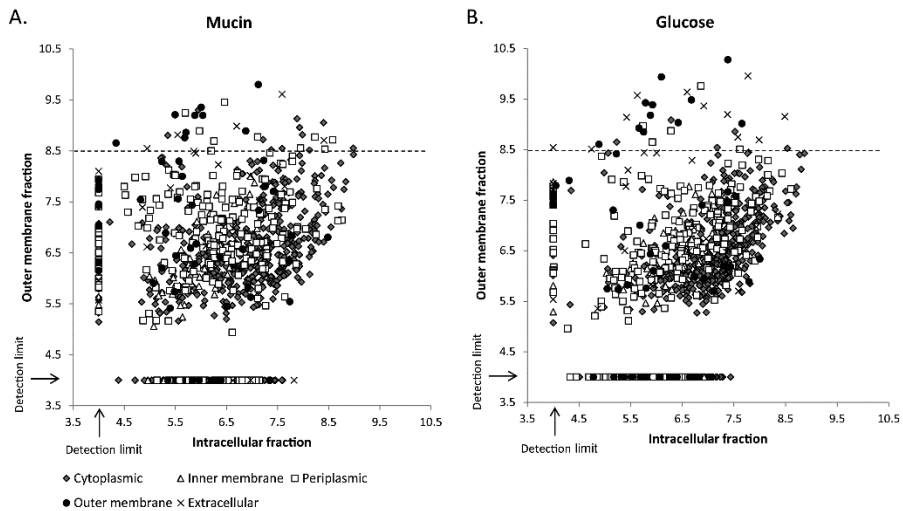 A.
Mucin
10.5
9.5
8.5
7.5
6.5
5.5
4.5
3.5
Outer membrane fraction
Detection limit
3.5 4.5 5.5 6.5 7.5 8.5 9.5 10.5
Intracellular fraction
Detection limit
B.
Glucose
10.5
9.5
8.5
7.5
6.5
5.5
4.5
3.5
Outer membrane fraction
Detection limit
3.5 4.5 5.5 6.5 7.5 8.5 9.5 10.5
Intracellular fraction
Detection limit
Cytoplasmic Inner membrane Periplasmic
Outer membrane Extracellular